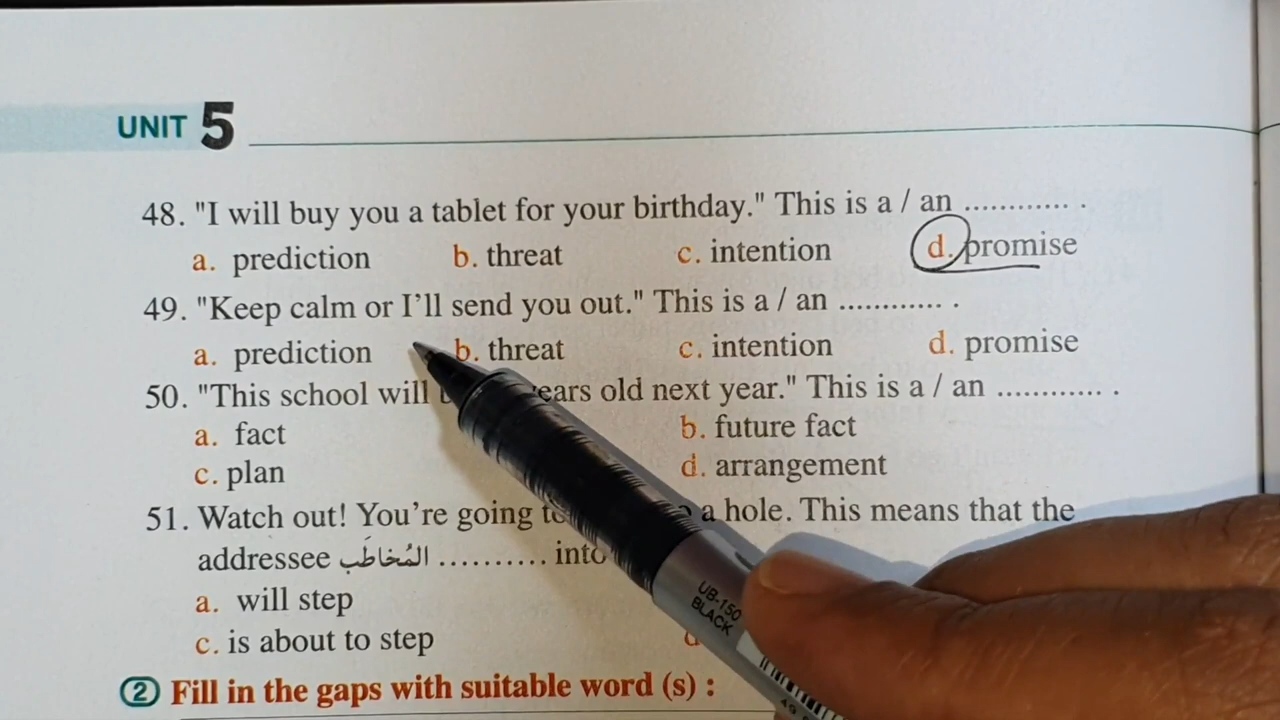 UNIT 5
48. "I will buy you a tablet for your birthday." This is a / an ............ .
a. prediction b. threat c. intention d. promise
49. "Keep calm or I'll send you out." This is a / an ............ .
a. prediction b. threat c. intention d. promise
50. "This school will years old next year." This is a / an ............ .
a. fact b. future fact
c. plan d. arrangement
51. Watch out! You're going a hole. This means that the
addressee المُخاطَب .......... into
a. will step
c. is about to step
2 Fill in the gaps with suitable word (s) :
UB-150
BLACK